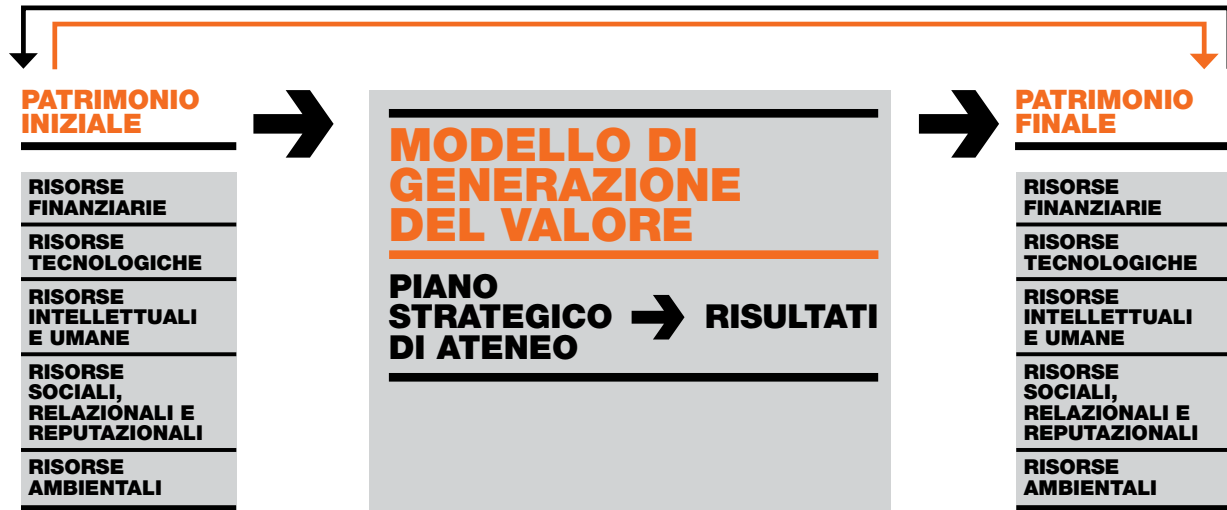 PATRIMONIO
INIZIALE
RISORSE
FINANZIARIE
RISORSE
TECNOLOGICHE
RISORSE
INTELLETTUALI
E UMANE
RISORSE
SOCIALI,
RELAZIONALI E
REPUTAZIONALI
RISORSE
AMBIENTALI
MODELLO DI
GENERAZIONE
DEL VALORE
PIANO
STRATEGICO
DI ATENEO
RISULTATI
PATRIMONIO
FINALE
RISORSE
FINANZIARIE
RISORSE
TECNOLOGICHE
RISORSE
INTELLETTUALI
E UMANE
RISORSE
SOCIALI,
RELAZIONALI E
REPUTAZIONALI
RISORSE
AMBIENTALI